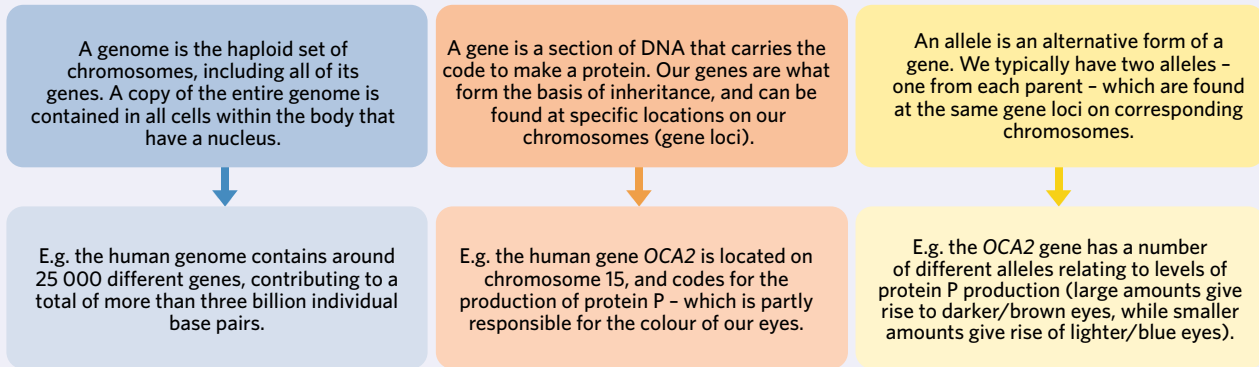 A genome is the haploid set of
chromosomes, including all of its
genes. A copy of the entire genome is
contained in all cells within the body that
have a nucleus.
A gene is a section of DNA that carries the
code to make a protein. Our genes are what
form the basis of inheritance, and can be
found at specific locations on our
chromosomes (gene loci).
An allele is an alternative form of a
gene. We typically have two alleles –
one from each parent – which are found
at the same gene loci on corresponding
chromosomes.
E.g. the human genome contains around
25 000 different genes, contributing to a
total of more than three billion individual
base pairs.
E.g. the human gene OCA2 is located on
chromosome 15, and codes for the
production of protein P – which is partly
responsible for the colour of our eyes.
E.g. the OCA2 gene has a number
of different alleles relating to levels of
protein P production (large amounts give
rise to darker/brown eyes, while smaller
amounts give rise of lighter/blue eyes).